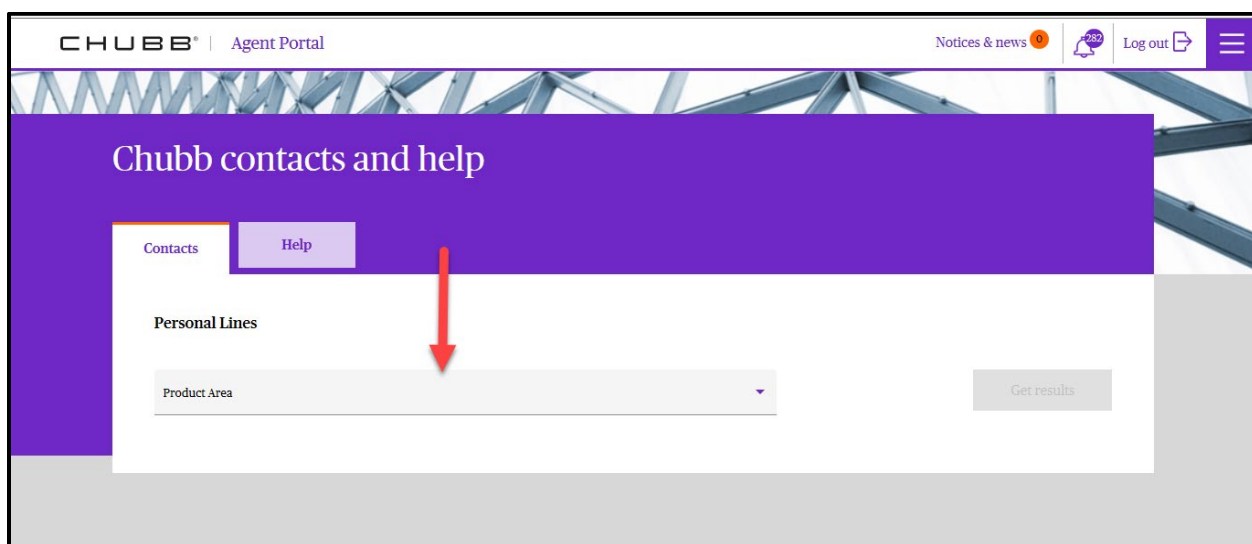 CHUBB® | Agent Portal
Notices & news 0
282
Log out
Chubb contacts and help
Contacts
Help
Personal Lines
Product Area
Get results